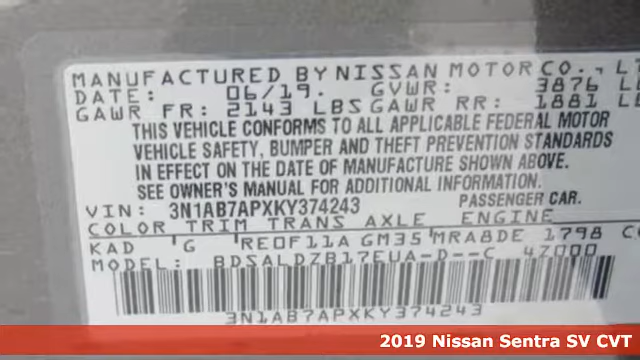 MANUFACTURED BY NISSAN MOTOR CO., LT
DATE: 06/19. GVWR: 3876 L
GAWR FR: 2143 LBS GAWR RR: 1881 L
THIS VEHICLE CONFORMS TO ALL APPLICABLE FEDERAL MOTOR
VEHICLE SAFETY, BUMPER AND THEFT PREVENTION STANDARDS
IN EFFECT ON THE DATE OF MANUFACTURE SHOWN ABOVE.
SEE OWNER'S MANUAL FOR ADDITIONAL INFORMATION.
VIN: 3N1AB7APXKY374243 PASSENGER CAR.
COLOR TRIM TRANS AXLE ENGINE
KAD G RE0F11A GM35 MRA8DE 1798 C
MODEL: BDSALDZB17EUA-D--C 4Z000
3N1AB7APXKY374243
2019 Nissan Sentra SV CVT